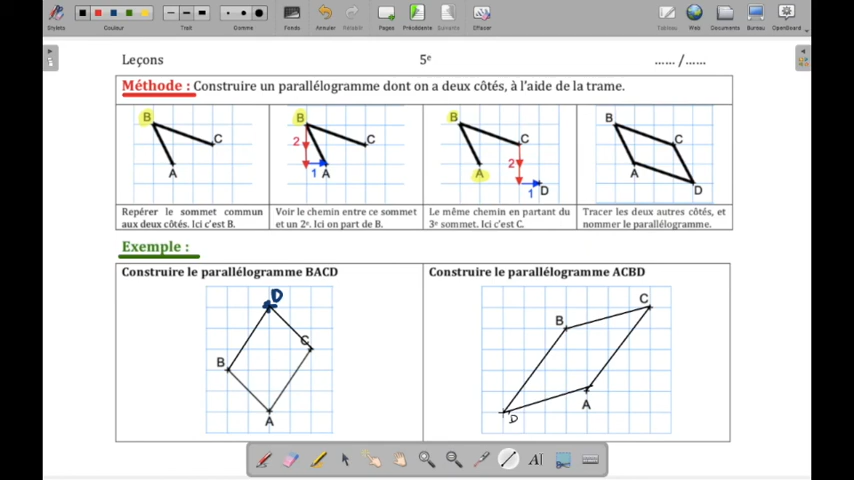 Stylets
Couleur
Trait
Gomme
Fonds
Annuler
Rétablir
Pages
Précédente
Suivante
Effacer
Tableau
Web
Documents
Bureau
OpenBoard
Leçons 5e ...... /......
Méthode : Construire un parallélogramme dont on a deux côtés, à l'aide de la trame.
B C A
B 2 C 1 A
B C A 2 1 D
B C A D
Repérer le sommet commun
aux deux côtés. Ici c'est B.
Voir le chemin entre ce sommet
et un 2e. Ici on part de B.
Le même chemin en partant du
3e sommet. Ici c'est C.
Tracer les deux autres côtés, et
nommer le parallélogramme.
Exemple :
Construire le parallélogramme BACD
D
C
B
A
Construire le parallélogramme ACBD
C
B
A
D
AI